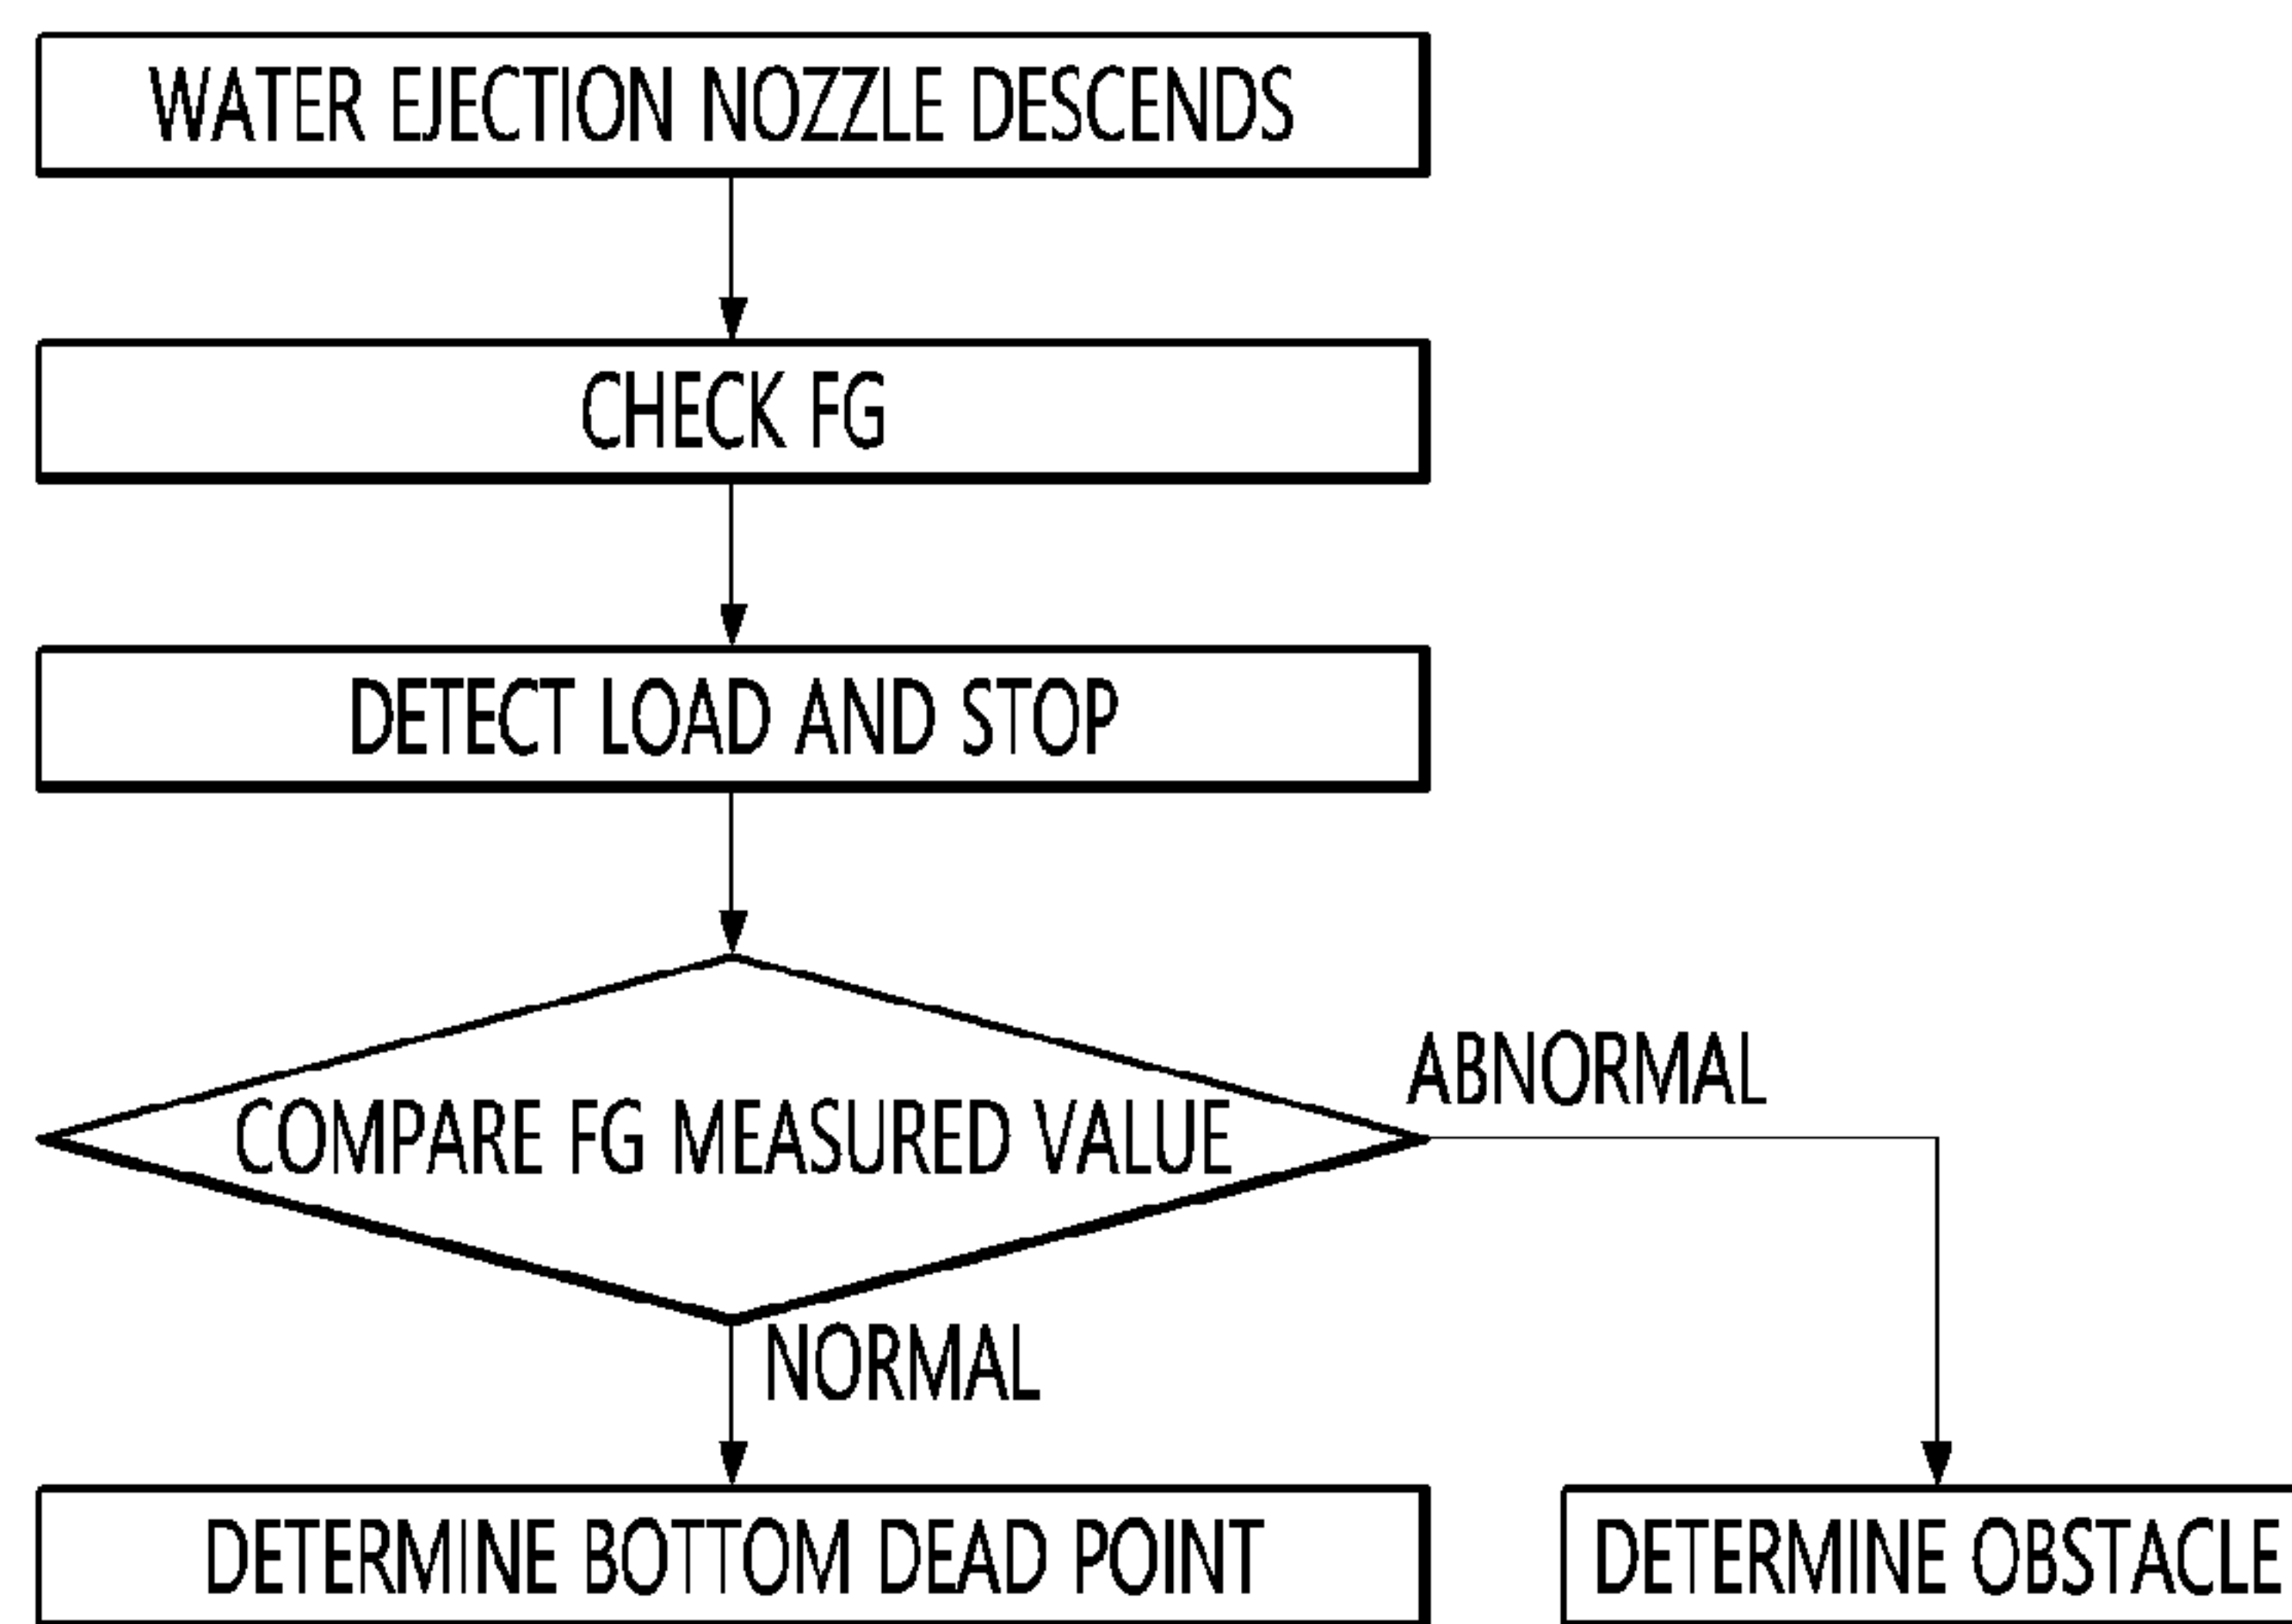 WATER EJECTION NOZZLE DESCENDS
CHECK FG
DETECT LOAD AND STOP
ABNORMAL
COMPARE FG MEASURED VALUE
NORMAL
DETERMINE BOTTOM DEAD POINT
DETERMINE OBSTACLE